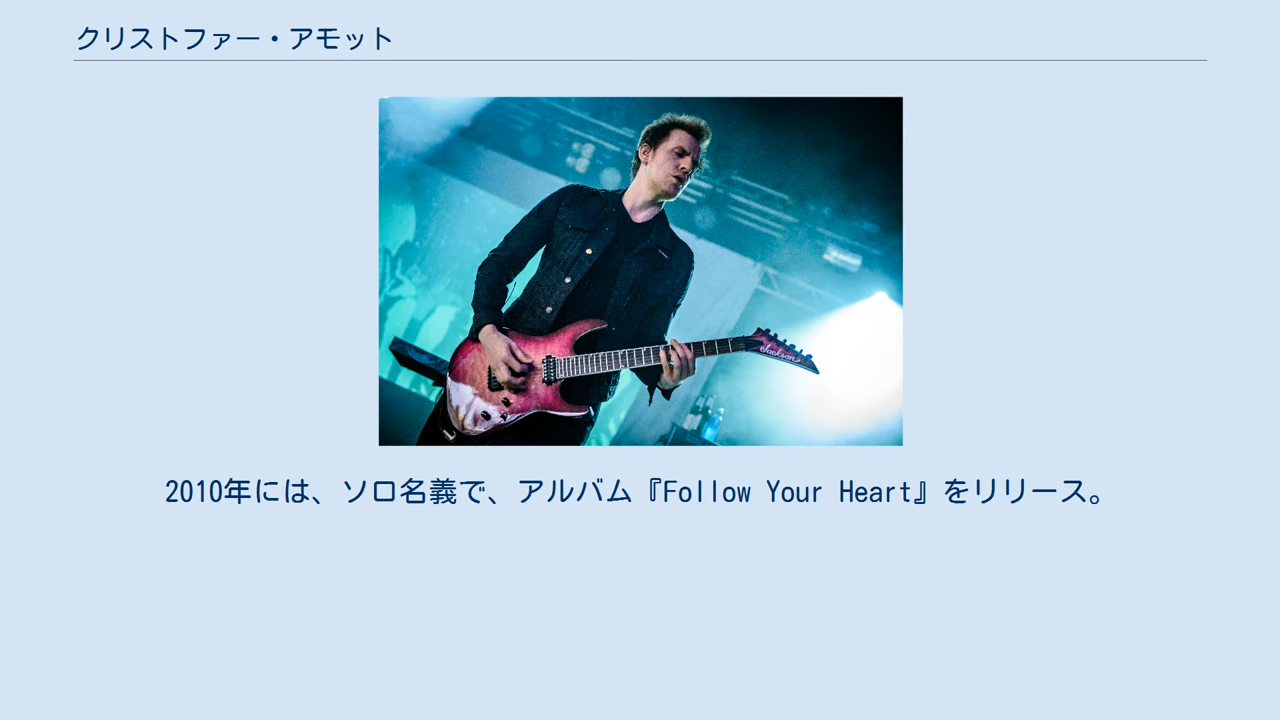 クリストファー・アモット
Jackson
2010年には、ソロ名義で、アルバム『Follow Your Heart』をリリース。